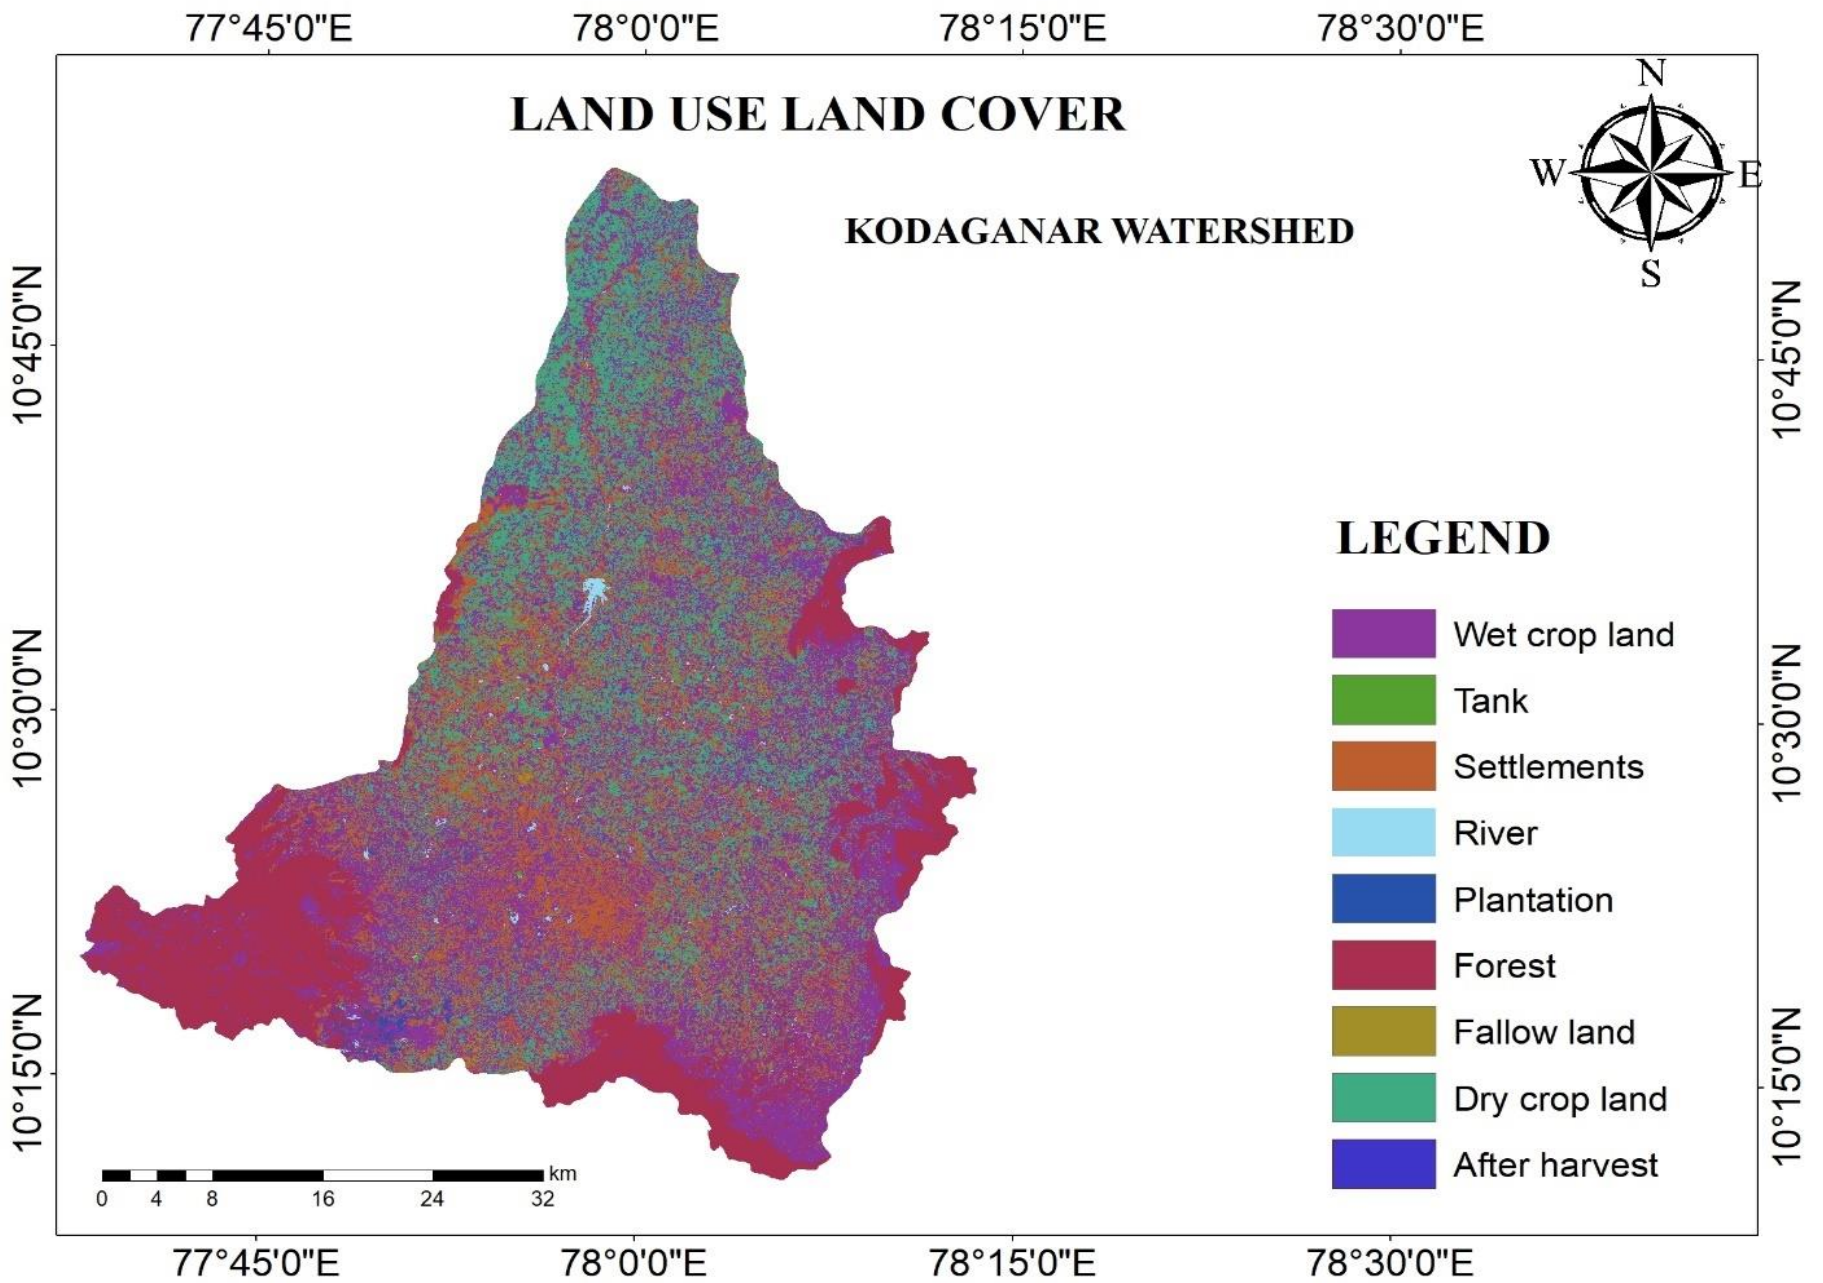 77°45'0"E 78°0'0"E 78°15'0"E 78°30'0"E
N
LAND USE LAND COVER
W E
KODAGANAR WATERSHED
S
10°45'0"N 10°45'0"N
LEGEND
Wet crop land
10°30'0"N 10°30'0"N
Tank
Settlements
River
Plantation
Forest
Fallow land
10°15'0"N 10°15'0"N
Dry crop land
After harvest
km
0 4 8 16 24 32
77°45'0"E 78°0'0"E 78°15'0"E 78°30'0"E